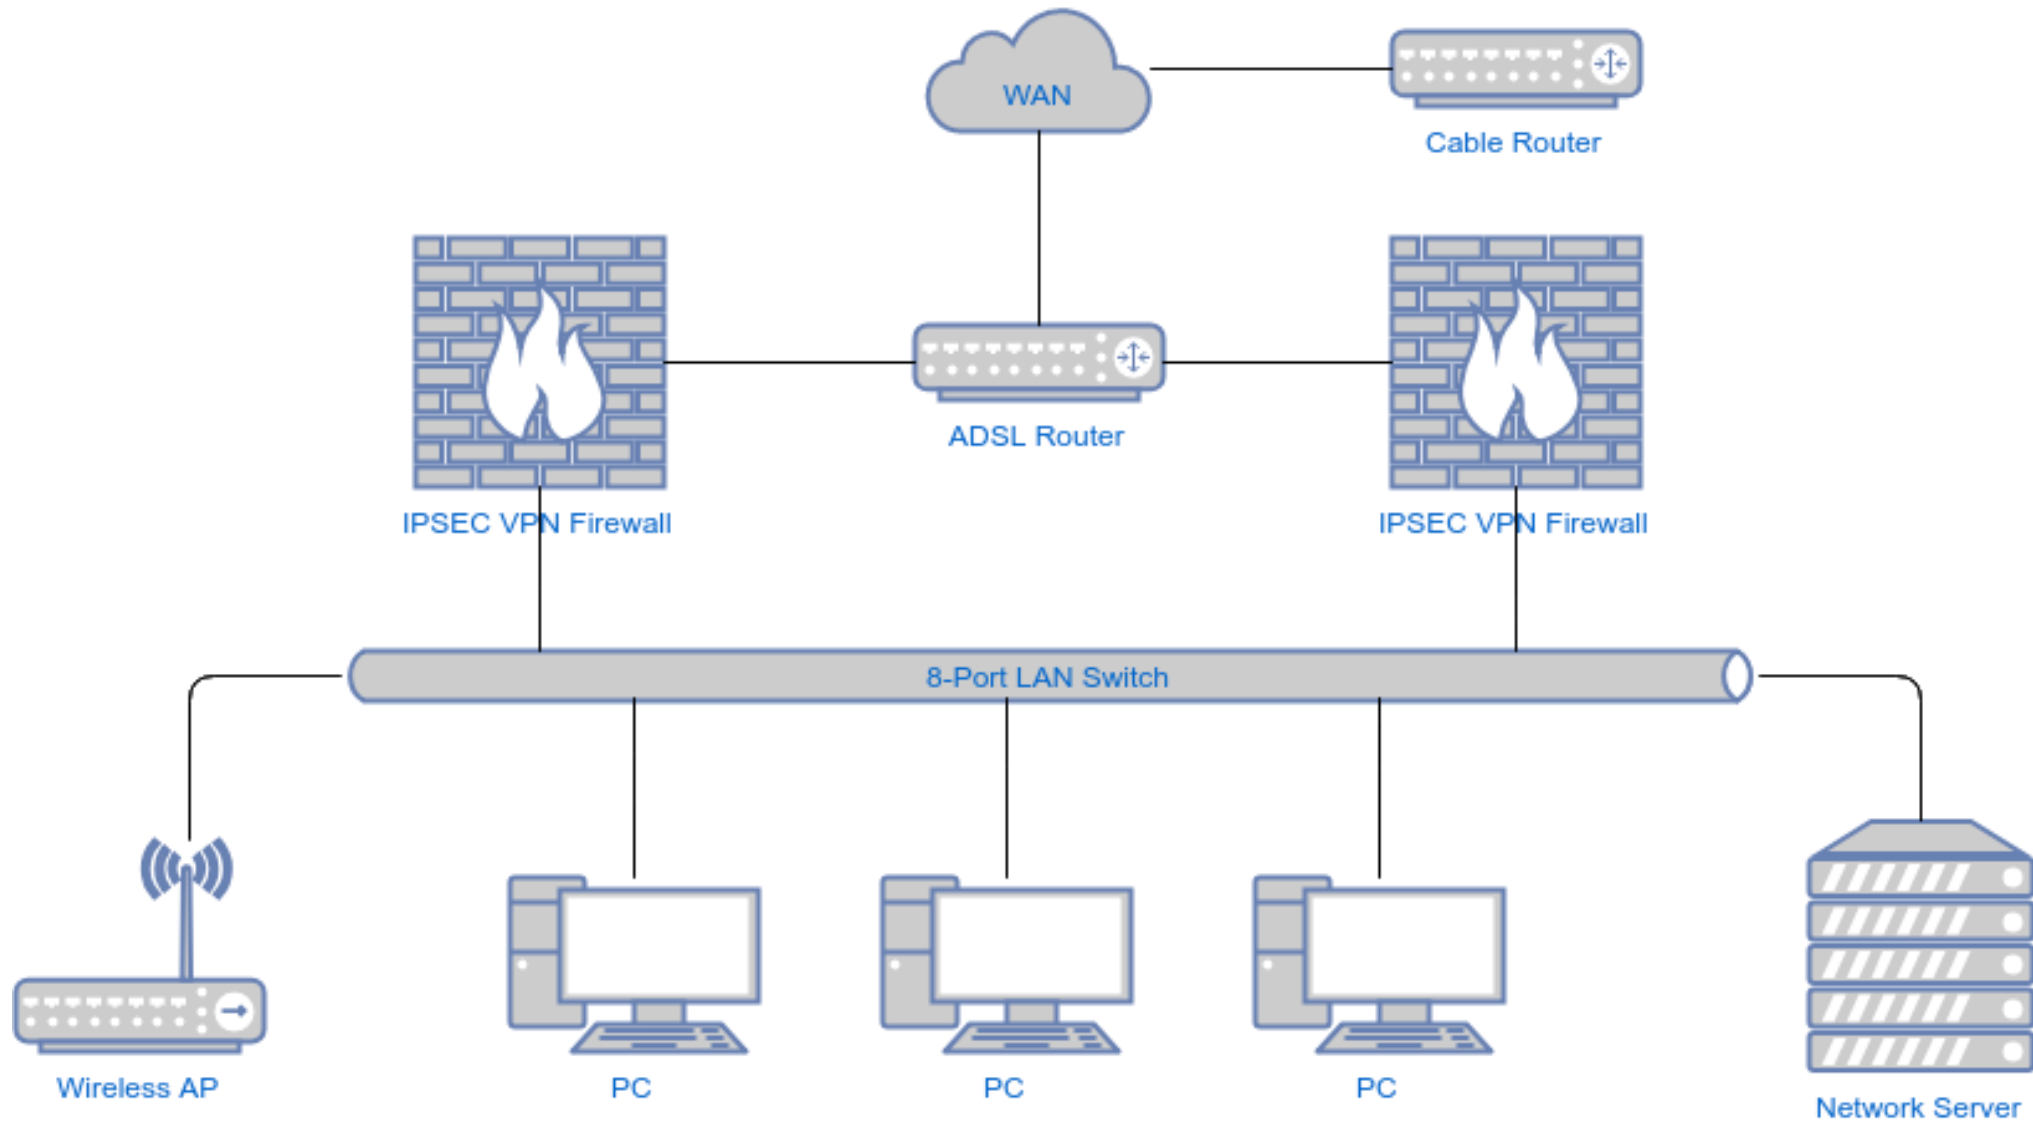 WAN
Cable Router
ADSL Router
IPSEC VPN Firewall
IPSEC VPN Firewall
8-Port LAN Switch
Wireless AP
PC
PC
PC
Network Server